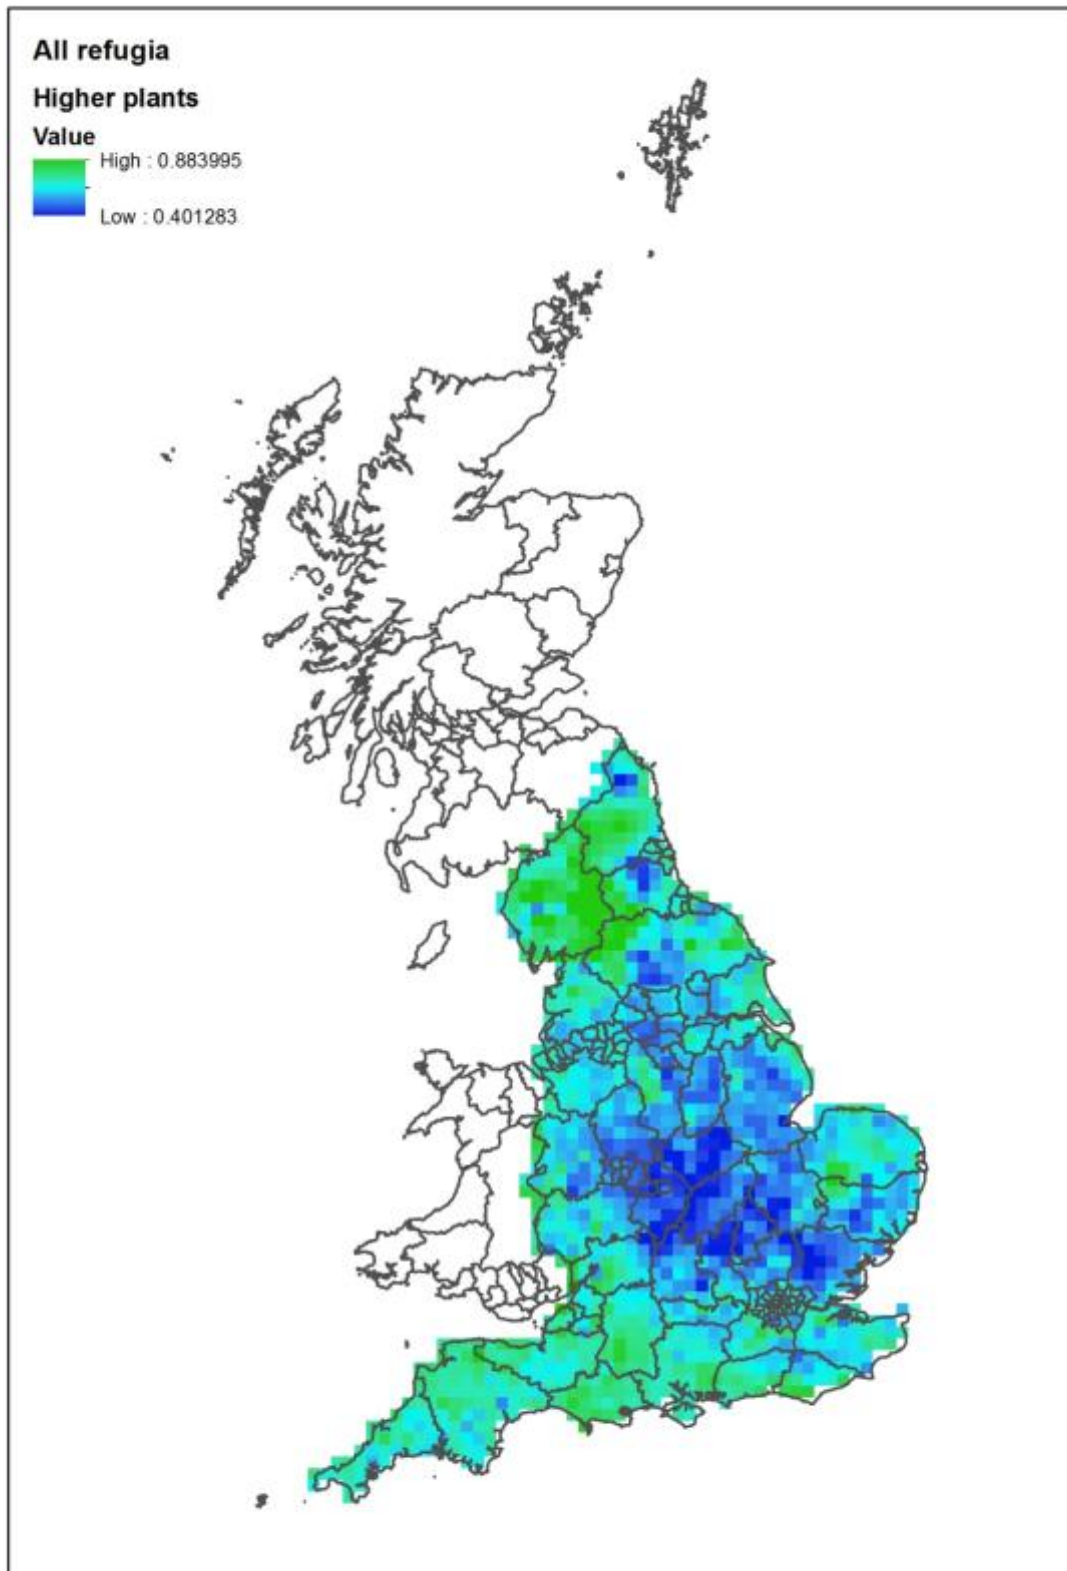 All refugia
Higher plants
Value
High : 0.883995
Low : 0.401283